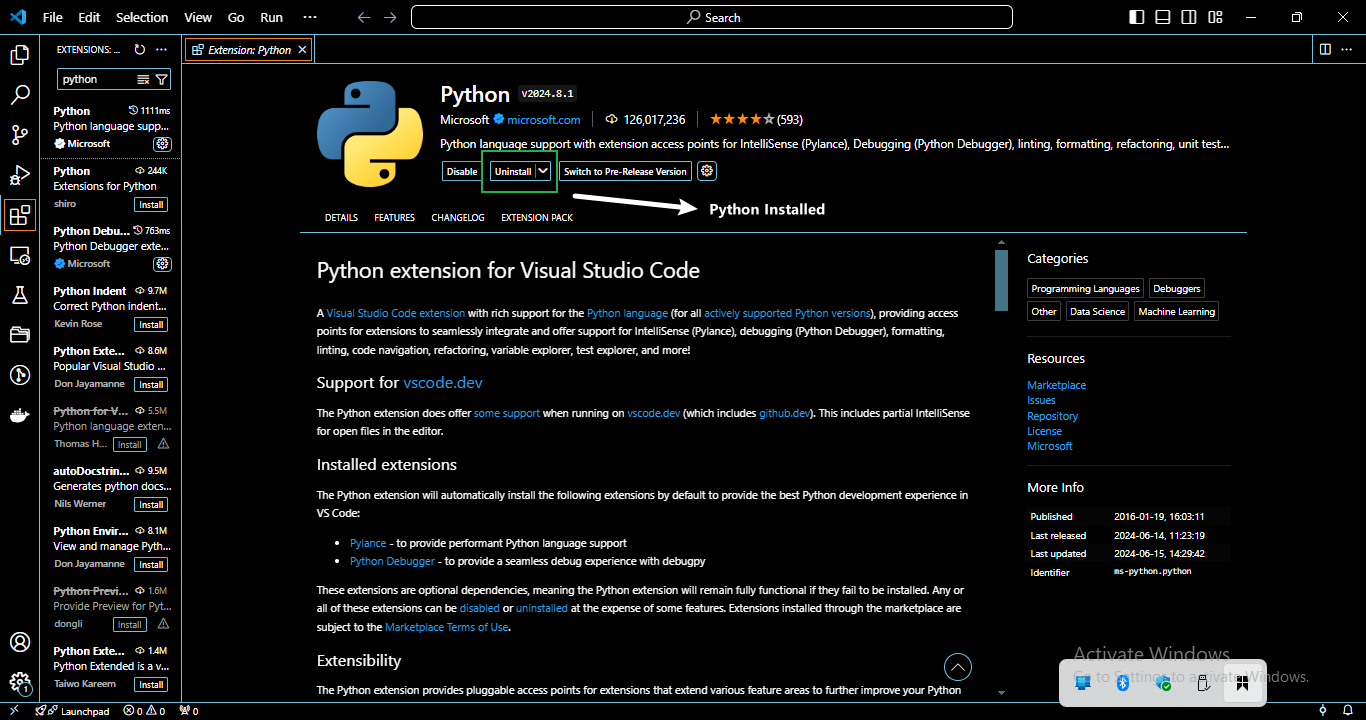 File Edit Selection View Go Run ···
Search
EXTENSIONS: ...
python
Python 1111ms
Python language supp...
Microsoft
Python 244K
Extensions for Python
shiro Install
Python Debu... 763ms
Python Debugger exte...
Microsoft
Python Indent 9.7M
Correct Python indent...
Kevin Rose Install
Python Exte... 8.6M
Popular Visual Studio ...
Don Jayamanne Install
Python for V... 5.5M
Python language exten...
Thomas H... Install
autoDocstrin... 9.5M
Generates python docs...
Nils Werner Install
Python Envir... 8.1M
View and manage Pyth...
Don Jayamanne Install
Python Previ... 1.6M
Provide Preview for Pyt...
dongli Install
Python Exte... 1.4M
Python Extended is a v...
Taiwo Kareem Install
Extension: Python
Python v2024.8.1
Microsoft microsoft.com 126,017,236 (593)
Python language support with extension access points for IntelliSense (Pylance), Debugging (Python Debugger), linting, formatting, refactoring, unit test...
Disable Uninstall Switch to Pre-Release Version
Python Installed
DETAILS FEATURES CHANGELOG EXTENSION PACK
Python extension for Visual Studio Code
A Visual Studio Code extension with rich support for the Python language (for all actively supported Python versions), providing access
points for extensions to seamlessly integrate and offer support for IntelliSense (Pylance), debugging (Python Debugger), formatting,
linting, code navigation, refactoring, variable explorer, test explorer, and more!
Support for vscode.dev
The Python extension does offer some support when running on vscode.dev (which includes github.dev). This includes partial IntelliSense
for open files in the editor.
Installed extensions
The Python extension will automatically install the following extensions by default to provide the best Python development experience in
VS Code:
• Pylance - to provide performant Python language support
• Python Debugger - to provide a seamless debug experience with debugpy
These extensions are optional dependencies, meaning the Python extension will remain fully functional if they fail to be installed. Any or
all of these extensions can be disabled or uninstalled at the expense of some features. Extensions installed through the marketplace are
subject to the Marketplace Terms of Use.
Extensibility
The Python extension provides pluggable access points for extensions that extend various feature areas to further improve your Python
Categories
Programming Languages Debuggers
Other Data Science Machine Learning
Resources
Marketplace
Issues
Repository
License
Microsoft
More Info
Published 2016-01-19, 16:03:11
Last released 2024-06-14, 11:23:19
Last updated 2024-06-15, 14:29:42
Identifier ms-python.python
Activate Windows
Go to Settings to activate Windows.
1
Launchpad 0 0 0